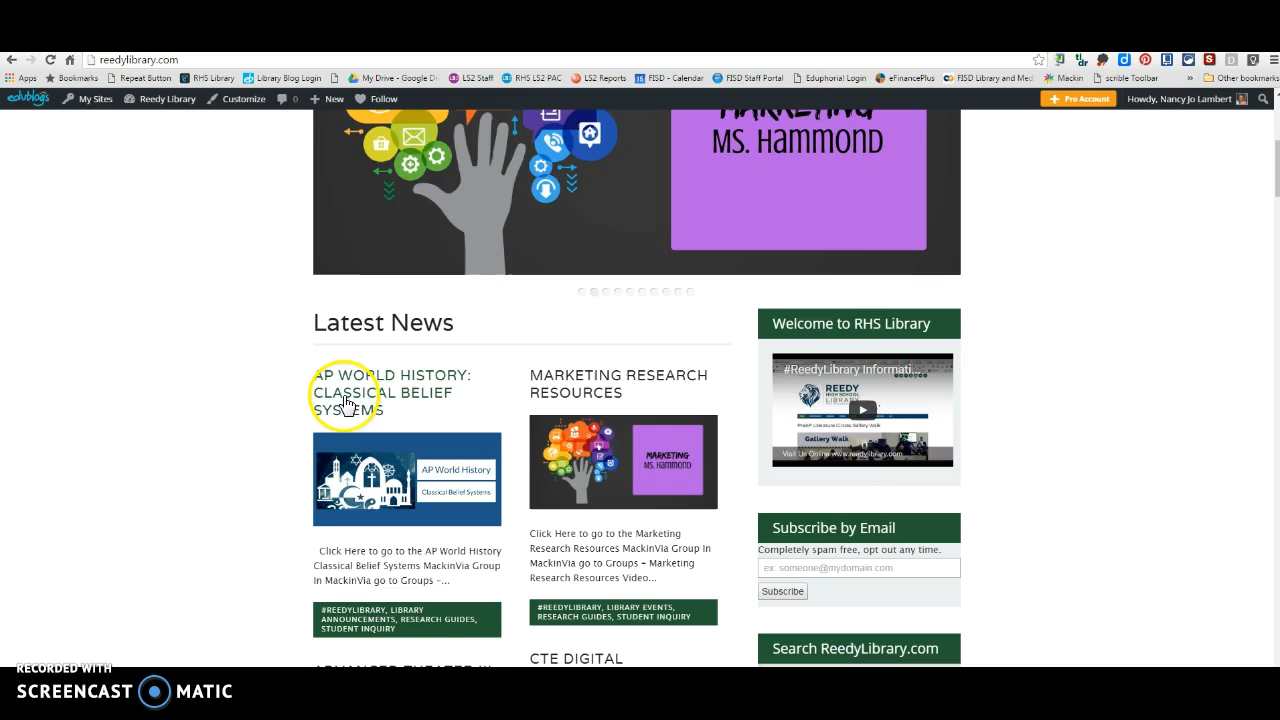 reedylibrary.com
Apps
Bookmarks
Repeat Button
RHS Library
Library Blog Login
My Drive - Google D
LS2 Staff
RHS LS2 PAC
LS2 Reports
FISD - Calendar
FISD Staff Portal
Eduphorial Login
eFinancePlus
FISD Library and Med
Mackin
scrible Toolbar
»
Other bookmarks
edublogs
My Sites
Reedy Library
Customize
0
New
Follow
Pro Account
Howdy, Nancy Jo Lambert
MARKETING
MS. HAMMOND
Latest News
AP WORLD HISTORY:
CLASSICAL BELIEF
SYSTEMS
AP World History
Classical Belief Systems
Click Here to go to the AP World History
Classical Belief Systems MackinVia Group
In MackinVia go to Groups –...
#REEDYLIBRARY, LIBRARY
ANNOUNCEMENTS, RESEARCH GUIDES,
STUDENT INQUIRY
MARKETING RESEARCH
RESOURCES
MARKETING
MS. HAMMOND
Click Here to go to the Marketing
Research Resources MackinVia Group In
MackinVia go to Groups – Marketing
Research Resources Video...
#REEDYLIBRARY, LIBRARY EVENTS,
RESEARCH GUIDES, STUDENT INQUIRY
ADVANCED THEATER III
CTE DIGITAL
Welcome to RHS Library
#ReedyLibrary Informati...
REEDY
HIGH SCHOOL
LIBRARY
PreAP Literature Circles Gallery Walk
Gallery Walk
Visit Us Online www.reedylibrary.com
Subscribe by Email
Completely spam free, opt out any time.
ex: someone@mydomain.com
Subscribe
Search ReedyLibrary.com
RECORDED WITH
SCREENCAST MATIC